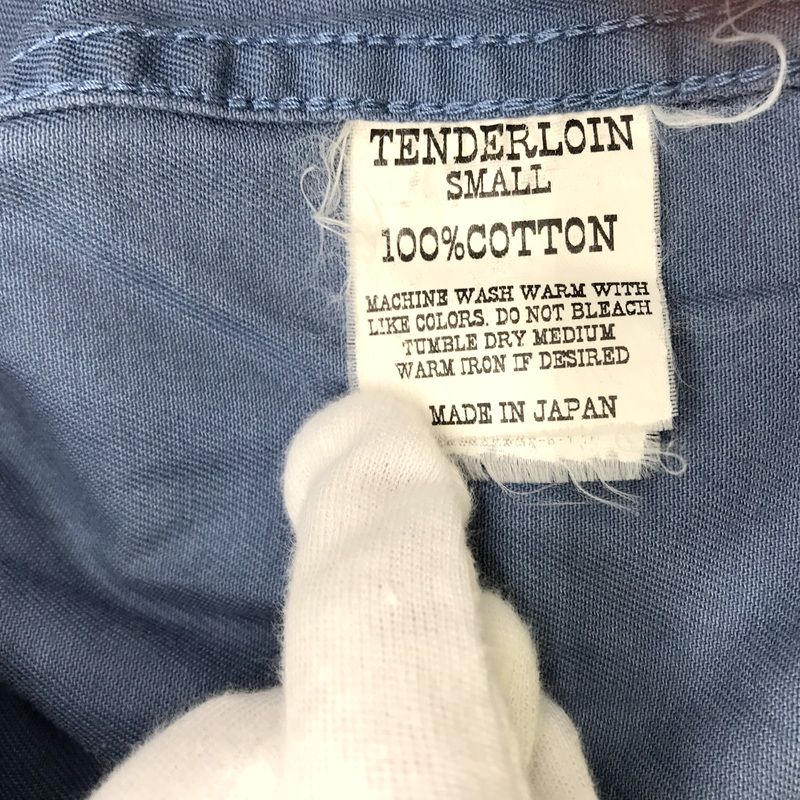 TENDERLOIN
SMALL
100%COTTON
MACHINE WASH WARM WITH
LIKE COLORS. DO NOT BLEACH
TUMBLE DRY MEDIUM
WARM IRON IF DESIRED
MADE IN JAPAN